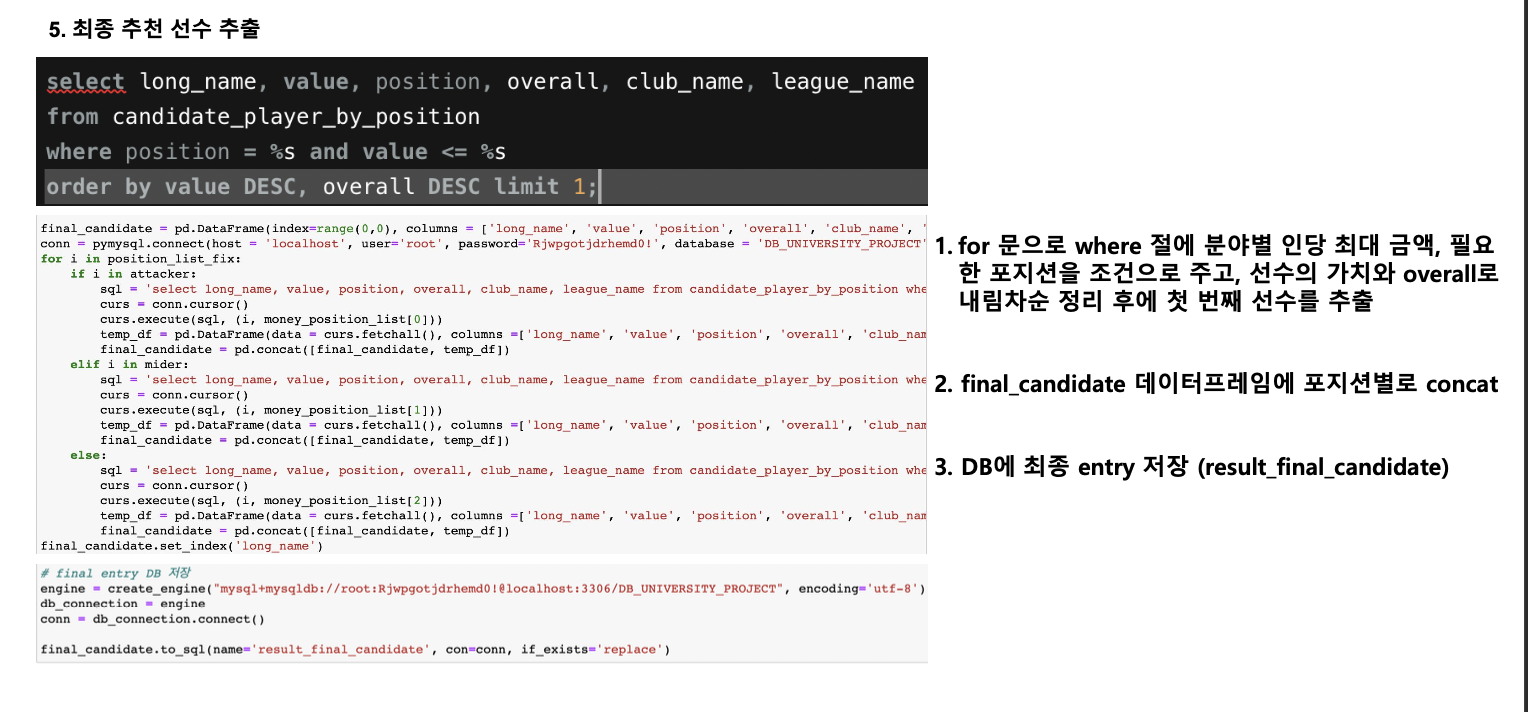 5. 최종 추천 선수 추출
select long_name, value, position, overall, club_name, league_name
from candidate_player_by_position
where position = %s and value <= %s
order by value DESC, overall DESC limit 1;
final_candidate = pd.DataFrame(index=range(0,0), columns = ['long_name', 'value', 'position', 'overall', 'club_name', '
conn = pymysql.connect(host = 'localhost', user='root', password='Rjwpgotjdrhemd0!', database = 'DB_UNIVERSITY_PROJECT'
for i in position_list_fix:
    if i in attacker:
        sql = 'select long_name, value, position, overall, club_name, league_name from candidate_player_by_position whe
        curs = conn.cursor()
        curs.execute(sql, (i, money_position_list[0]))
        temp_df = pd.DataFrame(data = curs.fetchall(), columns =['long_name', 'value', 'position', 'overall', 'club_nam
        final_candidate = pd.concat([final_candidate, temp_df])
    elif i in mider:
        sql = 'select long_name, value, position, overall, club_name, league_name from candidate_player_by_position whe
        curs = conn.cursor()
        curs.execute(sql, (i, money_position_list[1]))
        temp_df = pd.DataFrame(data = curs.fetchall(), columns =['long_name', 'value', 'position', 'overall', 'club_nam
        final_candidate = pd.concat([final_candidate, temp_df])
    else:
        sql = 'select long_name, value, position, overall, club_name, league_name from candidate_player_by_position whe
        curs = conn.cursor()
        curs.execute(sql, (i, money_position_list[2]))
        temp_df = pd.DataFrame(data = curs.fetchall(), columns =['long_name', 'value', 'position', 'overall', 'club_nam
        final_candidate = pd.concat([final_candidate, temp_df])
final_candidate.set_index('long_name')
# final entry DB 저장
engine = create_engine("mysql+mysqldb://root:Rjwpgotjdrhemd0!@localhost:3306/DB_UNIVERSITY_PROJECT", encoding='utf-8')
db_connection = engine
conn = db_connection.connect()
final_candidate.to_sql(name='result_final_candidate', con=conn, if_exists='replace')
1. for 문으로 where 절에 분야별 인당 최대 금액, 필요
한 포지션을 조건으로 주고, 선수의 가치와 overall로
내림차순 정리 후에 첫 번째 선수를 추출
2. final_candidate 데이터프레임에 포지션별로 concat
3. DB에 최종 entry 저장 (result_final_candidate)